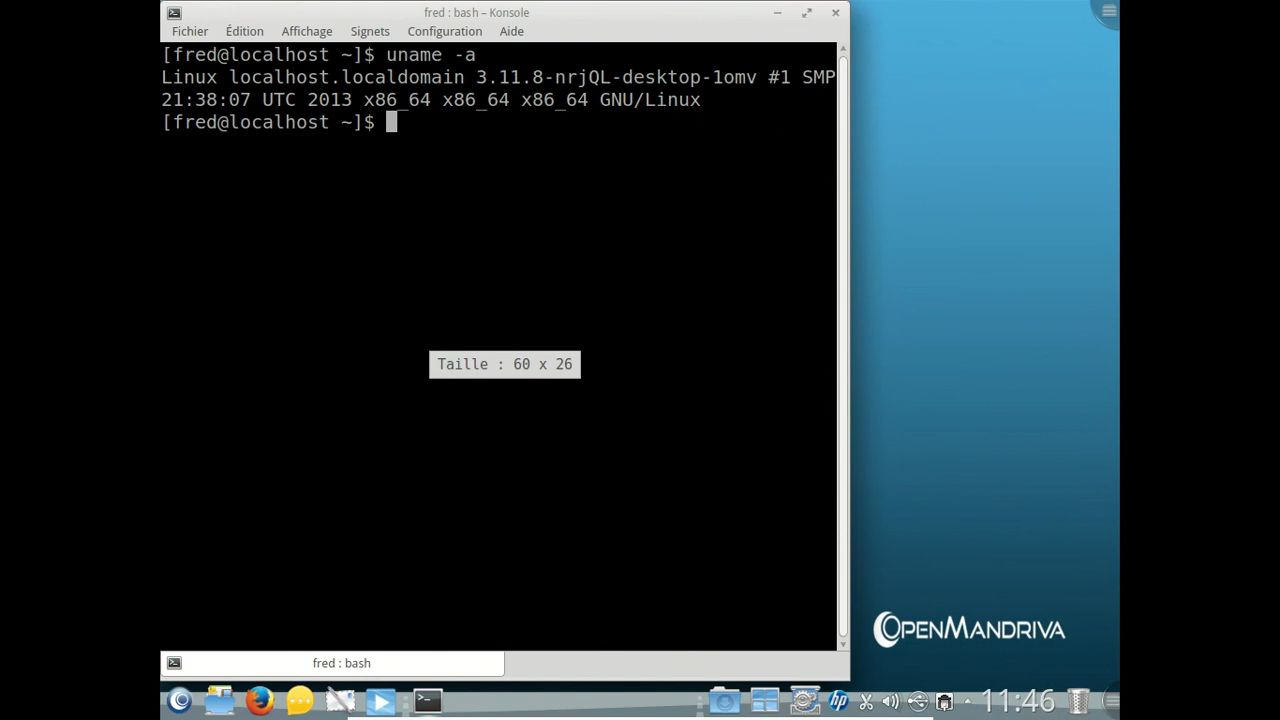 fred : bash – Konsole
Fichier Édition Affichage Signets Configuration Aide
[fred@localhost ~]$ uname -a
Linux localhost.localdomain 3.11.8-nrjQL-desktop-1omv #1 SMP
21:38:07 UTC 2013 x86_64 x86_64 x86_64 GNU/Linux
[fred@localhost ~]$
Taille : 60 x 26
OPENMANDRIVA
fred : bash
hp
11:46